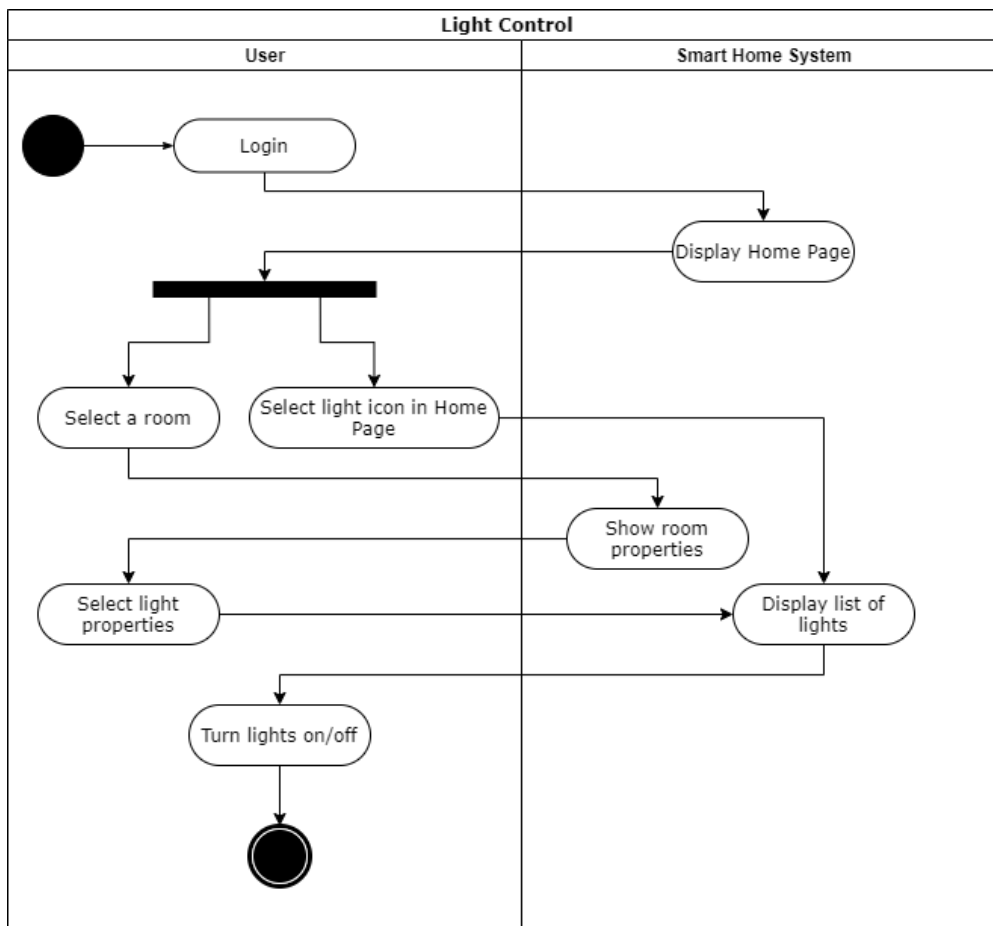 Light Control
User
Smart Home System
Login
Display Home Page
Select a room
Select light icon in Home
Page
Show room
properties
Select light
properties
Display list of
lights
Turn lights on/off